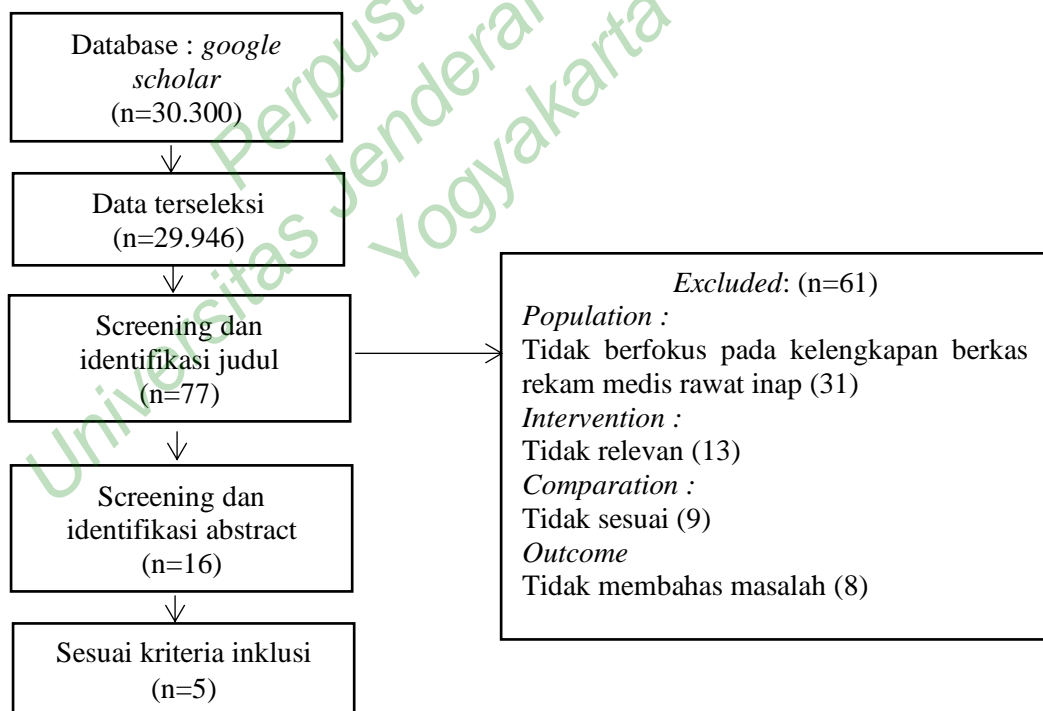 Database : google
scholar
(n=30.300)
Data terseleksi
(n=29.946)
Screening dan
identifikasi judul
(n=77)
Excluded: (n=61)
Population :
Tidak berfokus pada kelengkapan berkas
rekam medis rawat inap (31)
Intervention :
Tidak relevan (13)
Comparation :
Tidak sesuai (9)
Outcome
Tidak membahas masalah (8)
Screening dan
identifikasi abstract
(n=16)
Sesuai kriteria inklusi
(n=5)
Universitas Jenderal
Yogyakarta